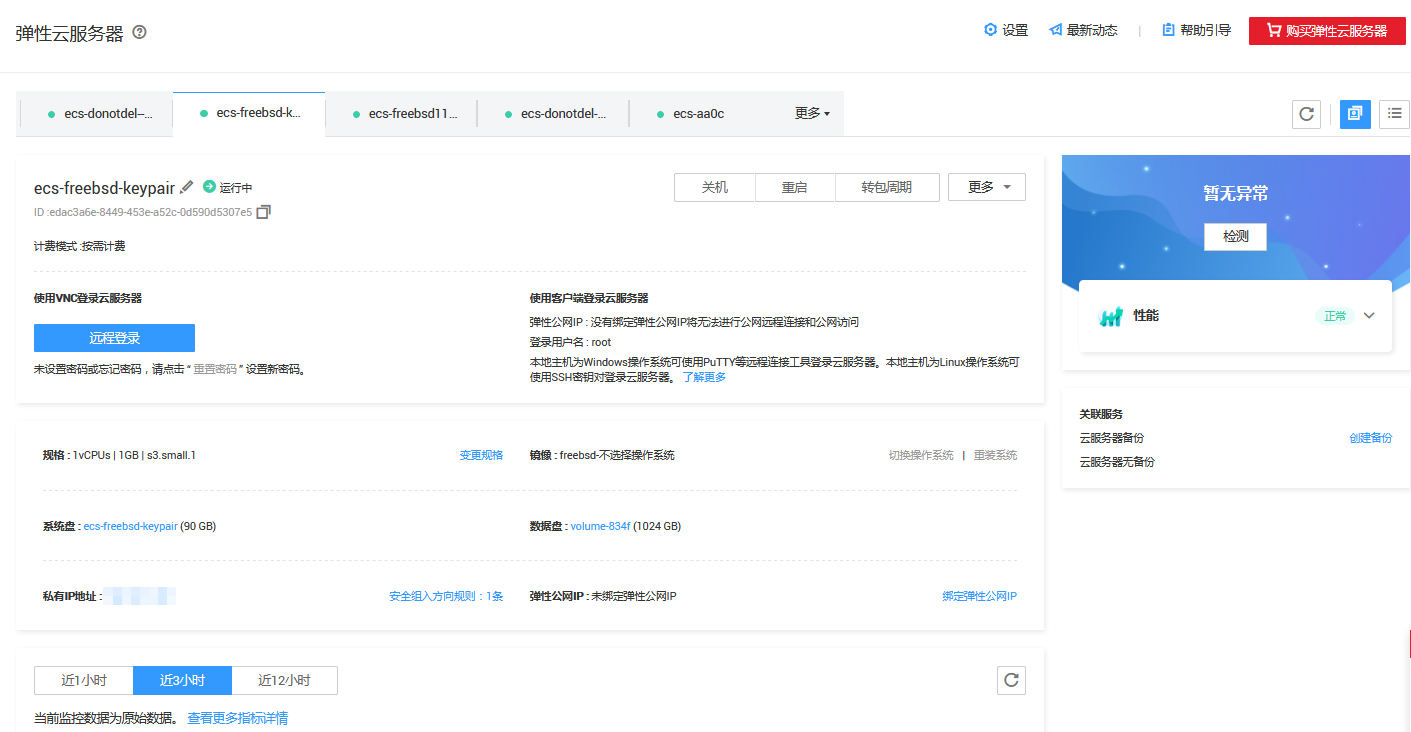 弹性云服务器
设置 最新动态 | 帮助引导 购买弹性云服务器
ecs-donotdel--... ecs-freebsd-k... ecs-freebsd11... ecs-donotdel-... ecs-aa0c 更多
ecs-freebsd-keypair 运行中
关机 重启 转包周期 更多
ID :edac3a6e-8449-453e-a52c-0d590d5307e5
计费模式 :按需计费
使用VNC登录云服务器
远程登录
未设置密码或忘记密码，请点击 “ 重置密码 ” 设置新密码。
使用客户端登录云服务器
弹性公网IP : 没有绑定弹性公网IP将无法进行公网远程连接和公网访问
登录用户名 : root
本地主机为Windows操作系统可使用PuTTY等远程连接工具登录云服务器。本地主机为Linux操作系统可
使用SSH密钥对登录云服务器。 了解更多
暂无异常
检测
性能 正常
关联服务
云服务器备份 创建备份
云服务器无备份
规格 : 1vCPUs | 1GB | s3.small.1 变更规格
镜像 : freebsd-不选择操作系统 切换操作系统 | 重装系统
系统盘 : ecs-freebsd-keypair (90 GB)
数据盘 : volume-834f (1024 GB)
私有IP地址 : 安全组入方向规则：1条
弹性公网IP : 未绑定弹性公网IP 绑定弹性公网IP
近1小时 近3小时 近12小时
当前监控数据为原始数据。 查看更多指标详情